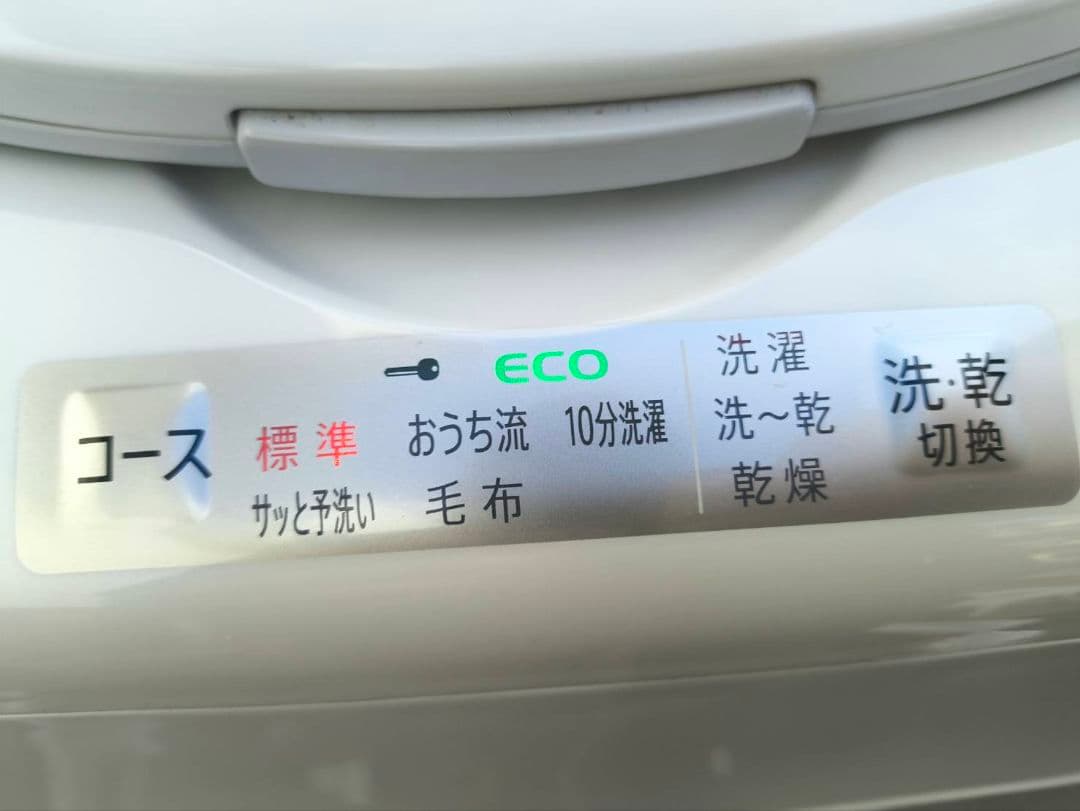 コース
ECO
標準 おうち流 10分洗濯
サッと予洗い 毛布
洗濯
洗～乾
乾燥
洗・乾
切換